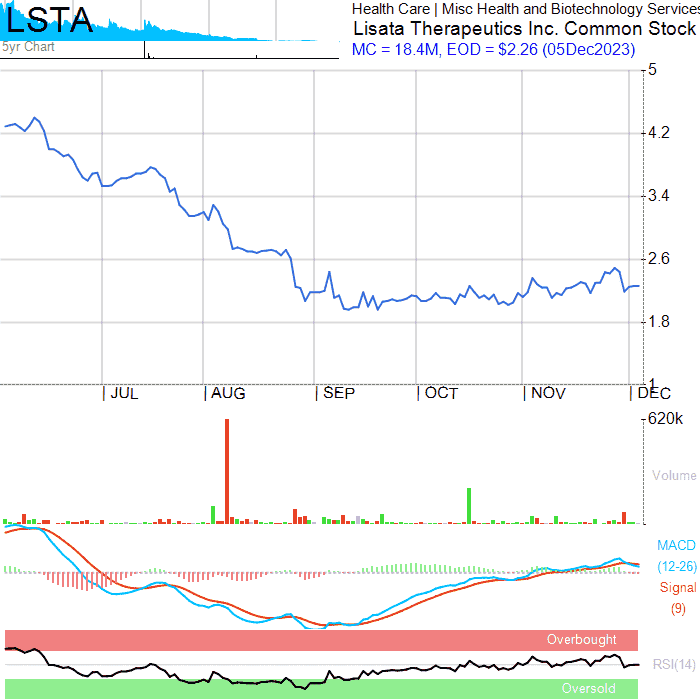 LSTA
5yr Chart
Health Care | Misc Health and Biotechnology Services
Lisata Therapeutics Inc. Common Stock
MC = 18.4M, EOD = $2.26 (05Dec2023)
5
4.2
3.4
2.6
1.8
1
| JUL | AUG | SEP | OCT | NOV | DEC
620k
Volume
MACD
(12-26)
Signal
(9)
Overbought
RSI(14)
Oversold